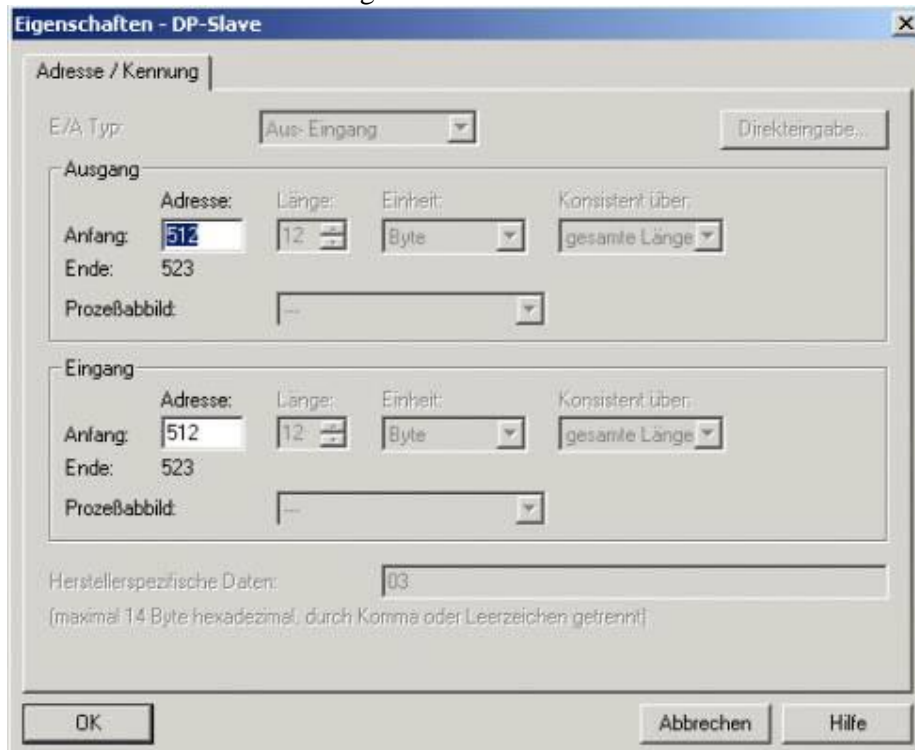 Eigenschaften - DP-Slave
Adresse / Kennung
E/A Typ: Aus- Eingang Direkteingabe...
Ausgang
Adresse: Länge: Einheit: Konsistent über:
Anfang: 512 12 Byte gesamte Länge
Ende: 523
Prozeßabbild: ---
Eingang
Adresse: Länge: Einheit: Konsistent über:
Anfang: 512 12 Byte gesamte Länge
Ende: 523
Prozeßabbild: ---
Herstellerspezifische Daten: 03
(maximal 14 Byte hexadezimal, durch Komma oder Leerzeichen getrennt)
OK Abbrechen Hilfe